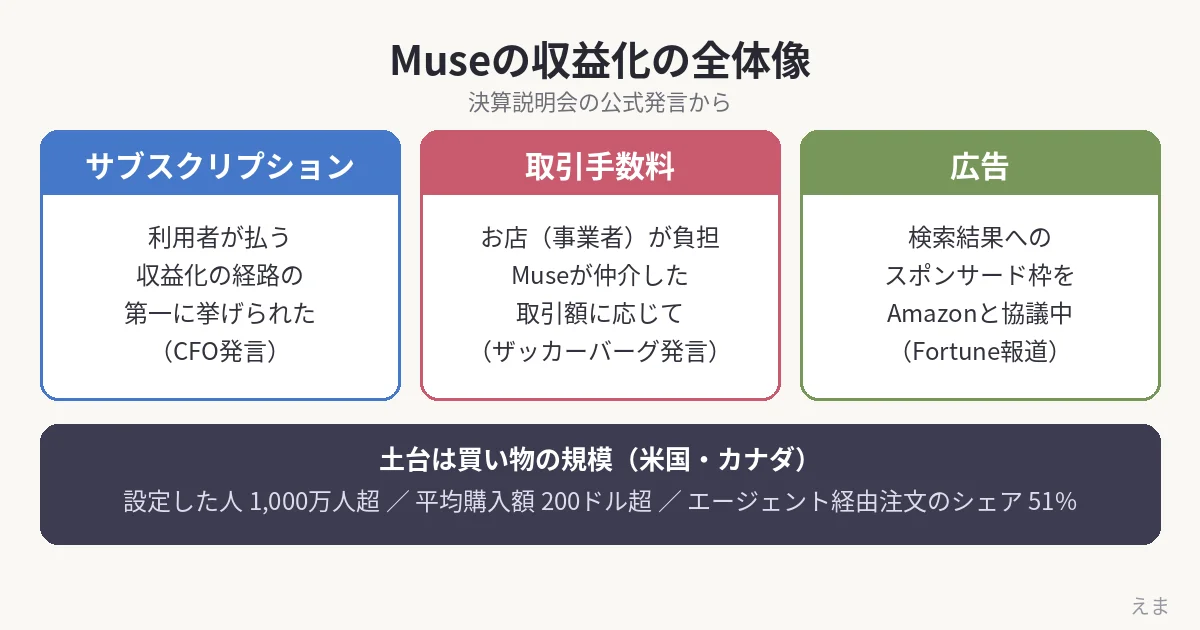 Museの収益化の全体像
決算説明会の公式発言から
サブスクリプション
利用者が払う
収益化の経路の
第一に挙げられた
（CFO発言）
取引手数料
お店（事業者）が負担
Museが仲介した
取引額に応じて
（ザッカーバーグ発言）
広告
検索結果への
スポンサード枠を
Amazonと協議中
（Fortune報道）
土台は買い物の規模（米国・カナダ）
設定した人 1,000万人超 ／ 平均購入額 200ドル超 ／ エージェント経由注文のシェア 51%
えま